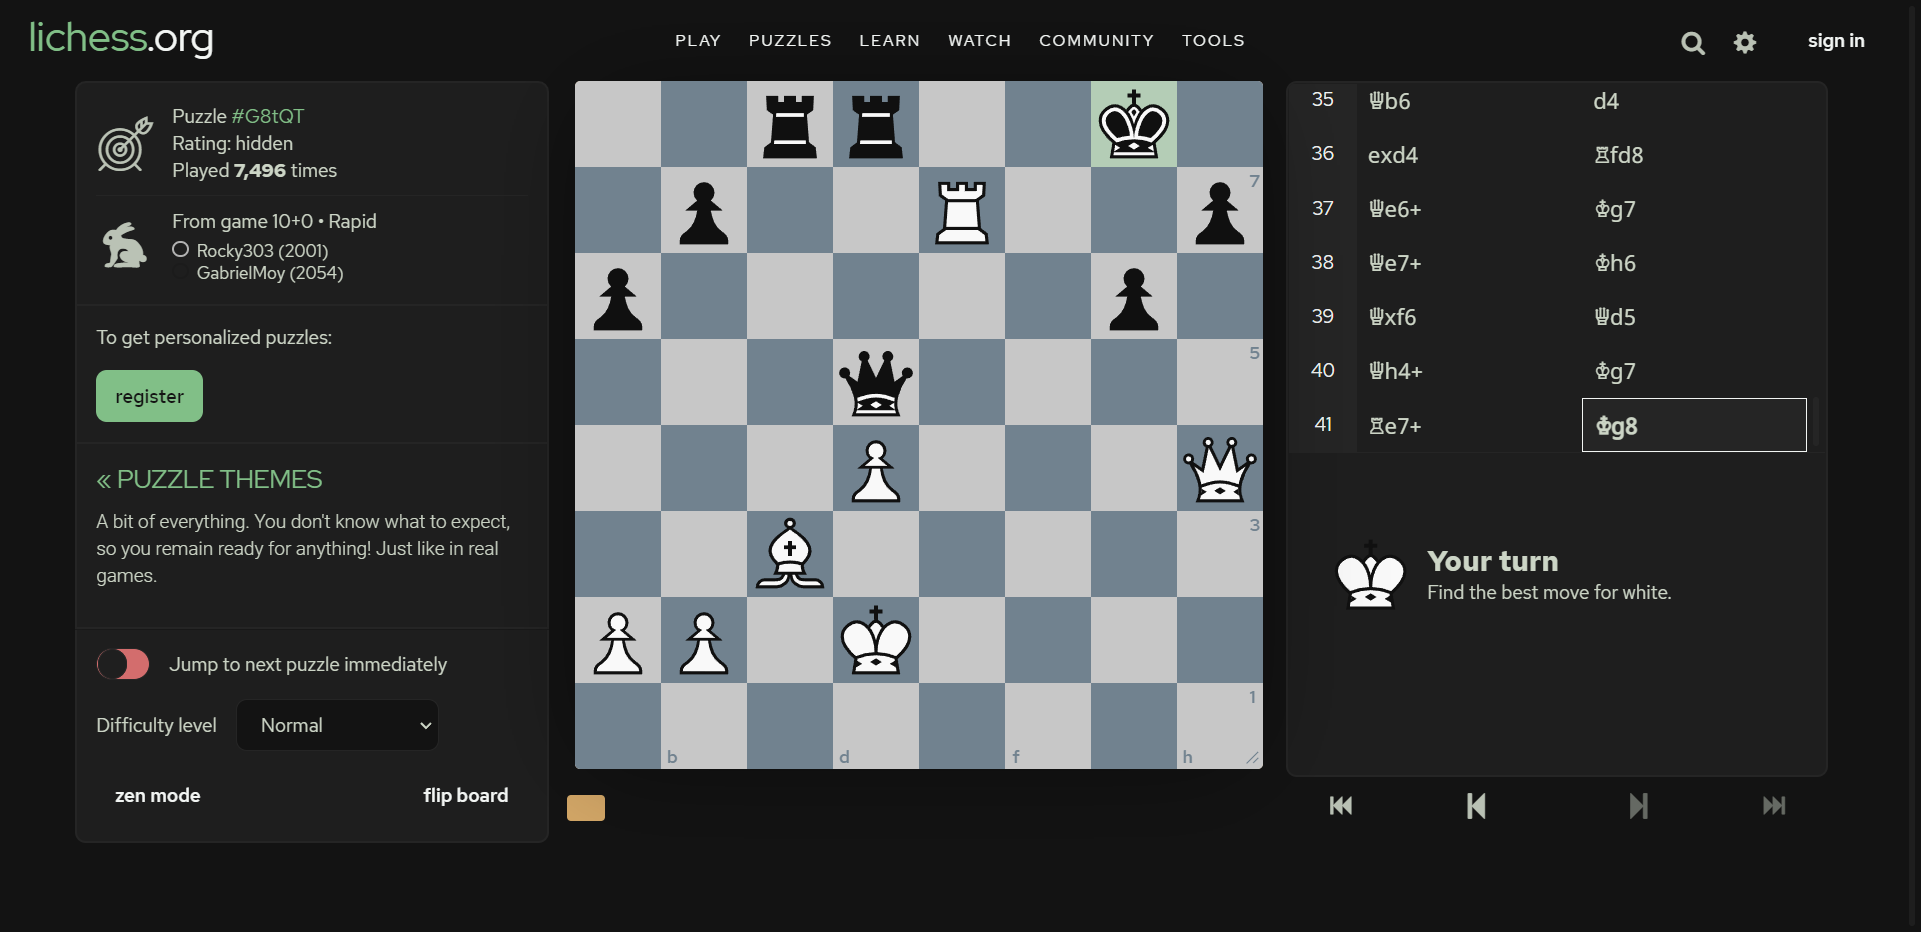 lichess.org
PLAY PUZZLES LEARN WATCH COMMUNITY TOOLS
sign in
Puzzle #G8tQT
Rating: hidden
Played 7,496 times
From game 10+0 • Rapid
Rocky303 (2001)
GabrielMoy (2054)
To get personalized puzzles:
register
« PUZZLE THEMES
A bit of everything. You don't know what to expect,
so you remain ready for anything! Just like in real
games.
Jump to next puzzle immediately
Difficulty level Normal
zen mode flip board
7
5
3
1
b d f h
35 ♕b6 d4
36 exd4 ♖fd8
37 ♕e6+ ♔g7
38 ♕e7+ ♔h6
39 ♕xf6 ♕d5
40 ♕h4+ ♔g7
41 ♖e7+ ♔g8
Your turn
Find the best move for white.